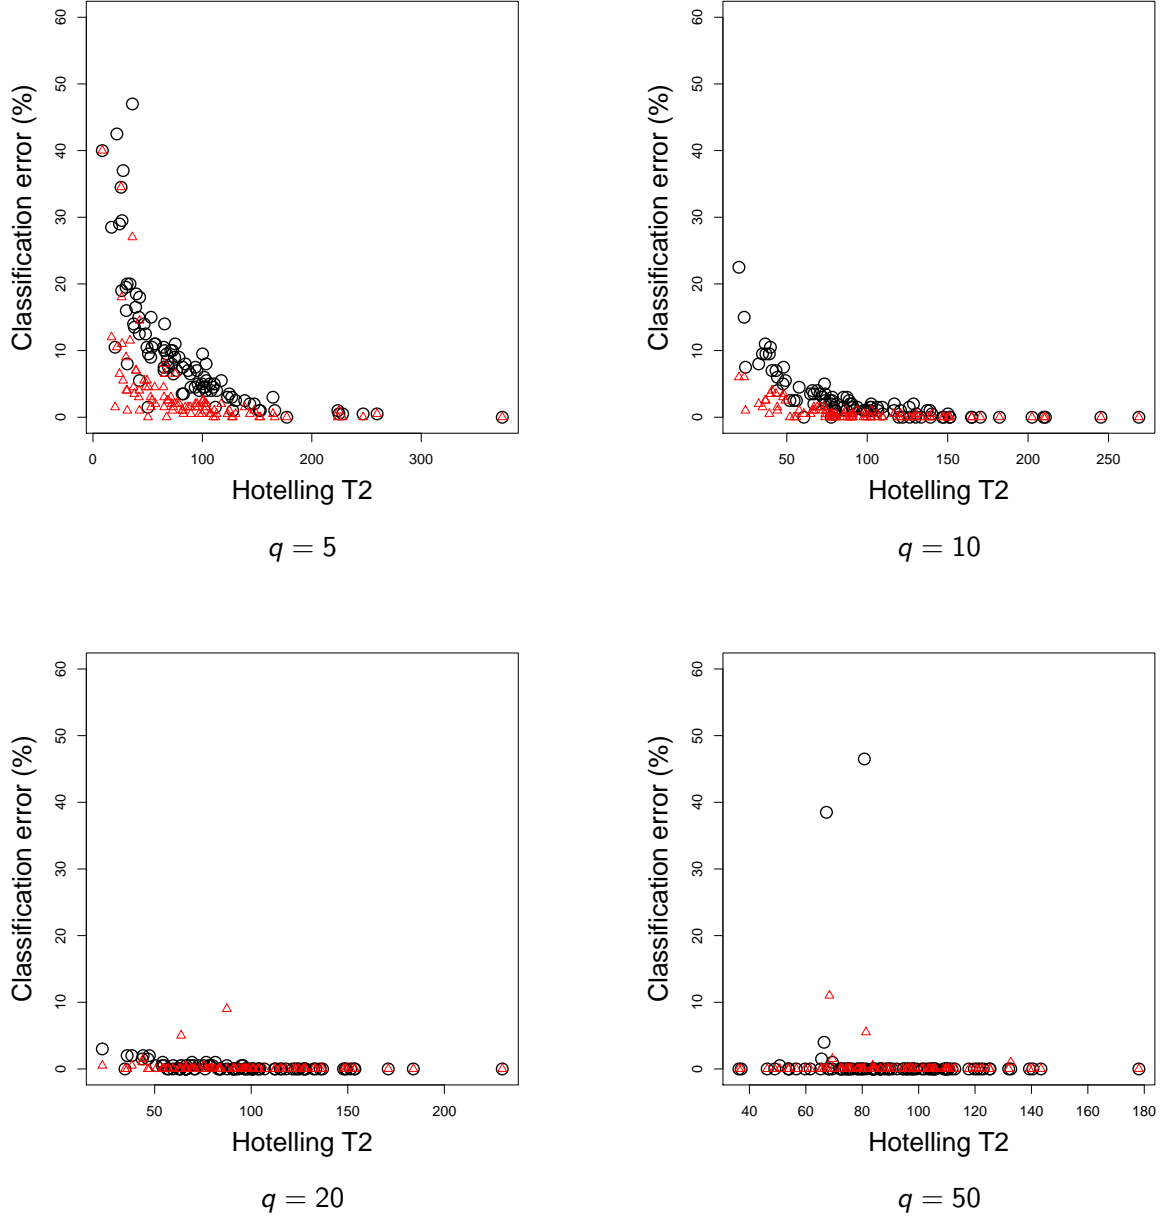 Classification error (%)
60
50
40
30
20
10
0
0 100 200 300
Hotelling T2
q = 5
Classification error (%)
60
50
40
30
20
10
0
50 100 150 200 250
Hotelling T2
q = 10
Classification error (%)
60
50
40
30
20
10
0
50 100 150 200
Hotelling T2
q = 20
Classification error (%)
60
50
40
30
20
10
0
40 60 80 100 120 140 160 180
Hotelling T2
q = 50